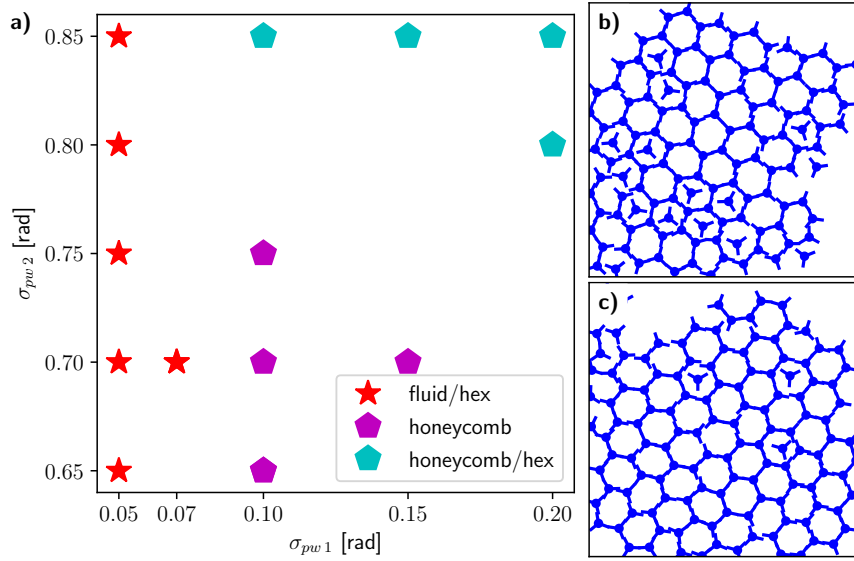 a)
b)
c)
0.85
0.80
0.75
0.70
0.65
σpw 2 [rad]
fluid/hex
honeycomb
honeycomb/hex
0.05 0.07 0.10 0.15 0.20
σpw 1 [rad]